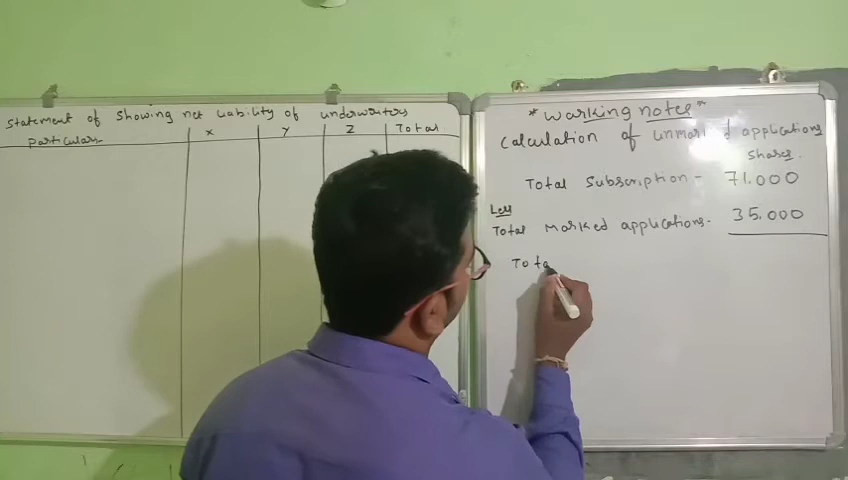 Statement of showing net liability of underwriters
Particulars X Y Z Total
*Working notes*
Calculation of unmarked applications
Shares.
Total Subscription - 71.000
Less
Total Marked applications- 35.000
Tota